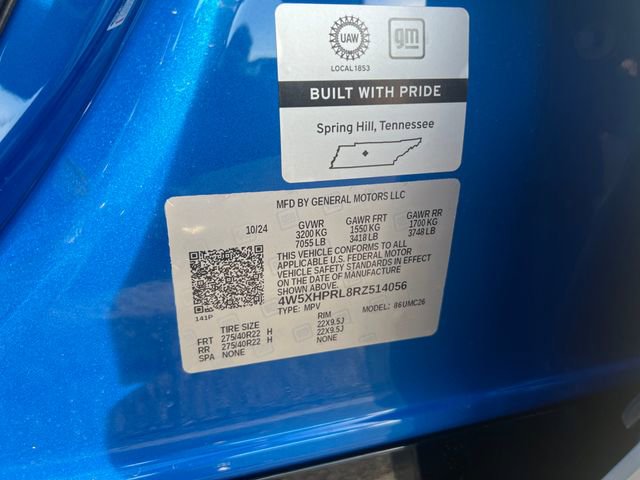 UAW
gm
LOCAL 1853
BUILT WITH PRIDE
Spring Hill, Tennessee
MFD BY GENERAL MOTORS LLC
10/24 GVWR GAWR FRT GAWR RR
3200 KG 1550 KG 1700 KG
7055 LB 3418 LB 3748 LB
THIS VEHICLE CONFORMS TO ALL
APPLICABLE U.S. FEDERAL MOTOR
VEHICLE SAFETY STANDARDS IN EFFECT
ON THE DATE OF MANUFACTURE
SHOWN ABOVE.
4W5XHPRL8RZ514056
TYPE: MPV MODEL: 86UMC26
141P
TIRE SIZE RIM
FRT 275/40R22 H 22X9.5J
RR 275/40R22 H 22X9.5J
SPA NONE NONE